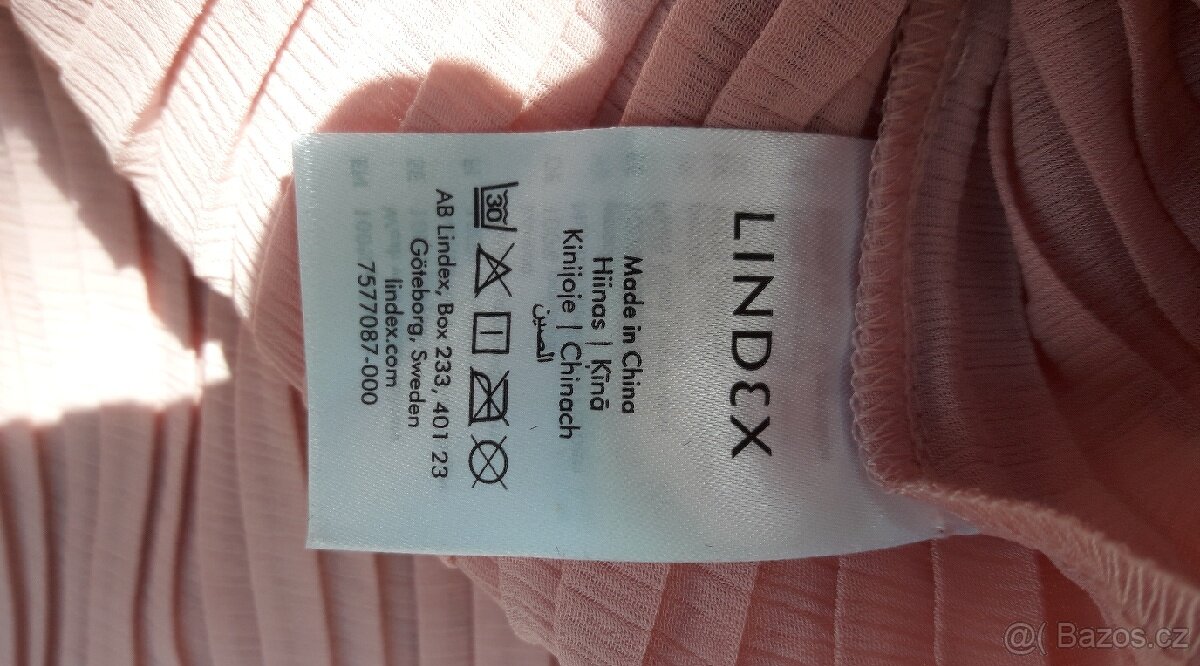 LINDEX
Made in China
Hiinas | Ķīnā
Kinijoje | Chinach
الصين
30
AB Lindex, Box 233, 401 23
Göteborg, Sweden
lindex.com
7577087-000
@( Bazos.cz